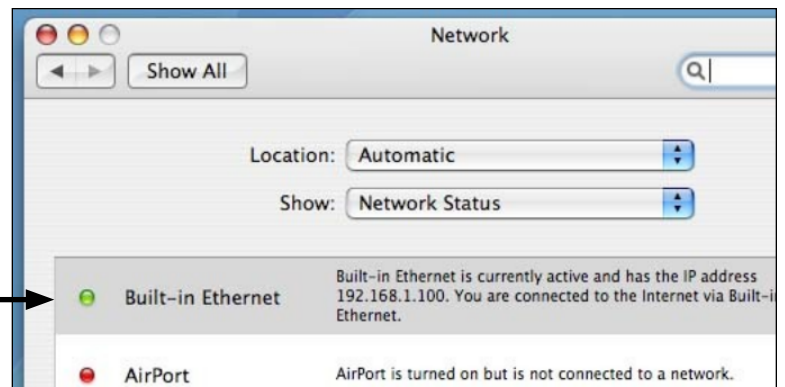 Network
Show All
Location: Automatic
Show: Network Status
Built-in Ethernet
Built-in Ethernet is currently active and has the IP address
192.168.1.100. You are connected to the Internet via
Ethernet.
AirPort
AirPort is turned on but is not connected to a network.